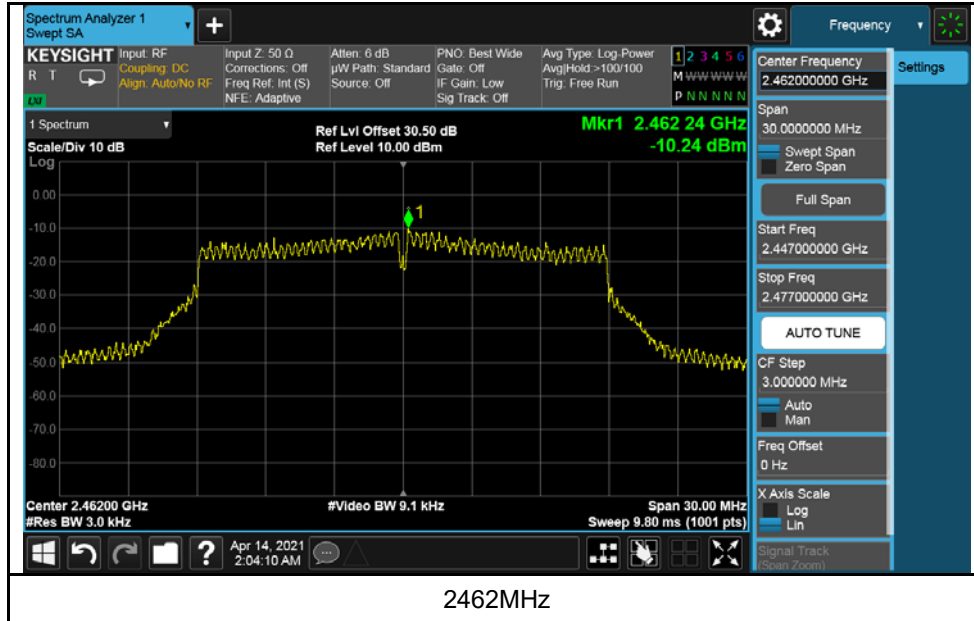 Spectrum Analyzer 1
Swept SA
Frequency
KEYSIGHT
R T
LXI
Input: RF
Coupling: DC
Align: Auto/No RF
Input Z: 50 Ω
Corrections: Off
Freq Ref: Int (S)
NFE: Adaptive
Atten: 6 dB
µW Path: Standard
Source: Off
PNO: Best Wide
Gate: Off
IF Gain: Low
Sig Track: Off
Avg Type: Log-Power
Avg|Hold:>100/100
Trig: Free Run
1 2 3 4 5 6
M W W W W W
P N N N N N
1 Spectrum
Scale/Div 10 dB
Log
Ref Lvl Offset 30.50 dB
Ref Level 10.00 dBm
Mkr1 2.462 24 GHz
-10.24 dBm
0.00
-10.0
-20.0
-30.0
-40.0
-50.0
-60.0
-70.0
-80.0
1
Center 2.46200 GHz
#Res BW 3.0 kHz
#Video BW 9.1 kHz
Span 30.00 MHz
Sweep 9.80 ms (1001 pts)
?
Apr 14, 2021
2:04:10 AM
Center Frequency
2.462000000 GHz
Span
30.0000000 MHz
Swept Span
Zero Span
Full Span
Start Freq
2.447000000 GHz
Stop Freq
2.477000000 GHz
AUTO TUNE
CF Step
3.000000 MHz
Auto
Man
Freq Offset
0 Hz
X Axis Scale
Log
Lin
Signal Track
(Span Zoom)
Settings
2462MHz